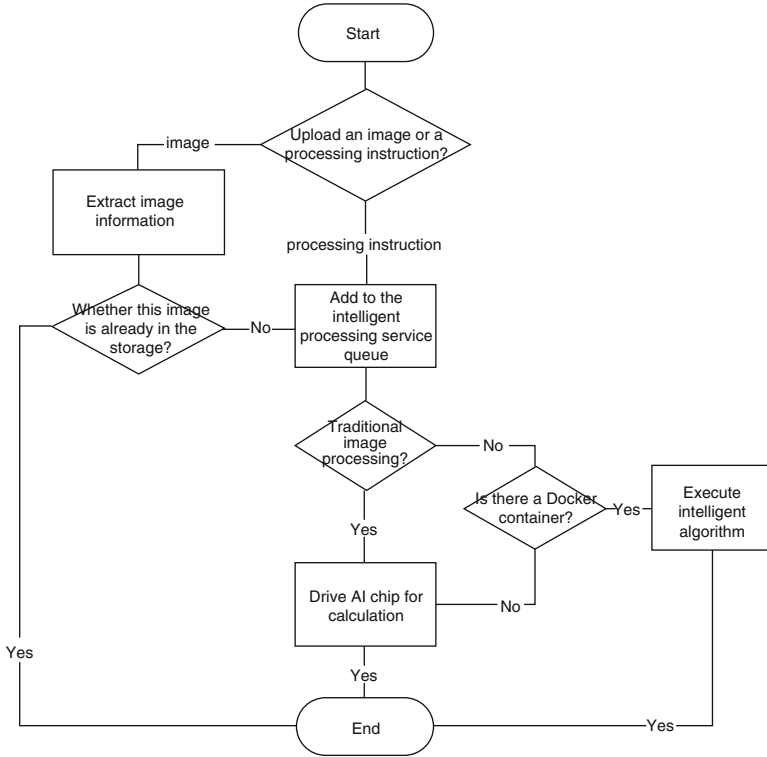 Start
Upload an image or a
processing instruction?
image
Extract image
information
processing instruction
Whether this image
is already in the
storage?
No
Add to the
intelligent
processing service
queue
Traditional
image
processing?
No
Is there a Docker
container?
Yes
Execute
intelligent
algorithm
Yes
Drive AI chip for
calculation
No
Yes
Yes
End
Yes